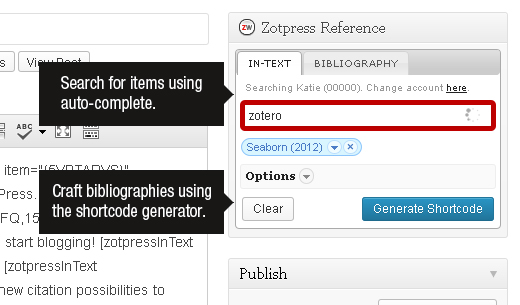 ZW Zotpress Reference
IN-TEXT BIBLIOGRAPHY
Searching Katie (00000). Change account here.
zotero
Seaborn (2012)
Options
Clear Generate Shortcode
Publish
Search for items using
auto-complete.
Craft bibliographies using
the shortcode generator.
View Post
ABC
item="{5VRTARVS}"
Press.
FQ,15
start blogging! [zotpressInText
[zotpressInText
new citation possibilities to